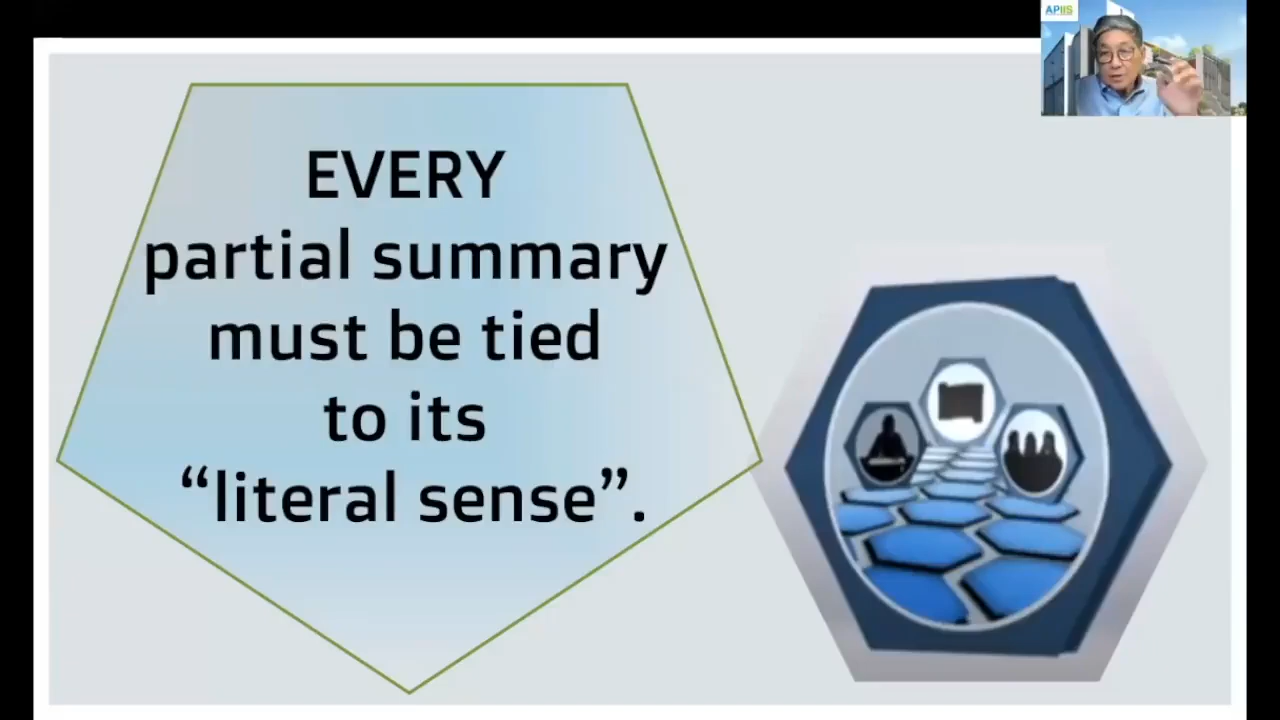 APIIS
EVERY
partial summary
must be tied
to its
“literal sense”.